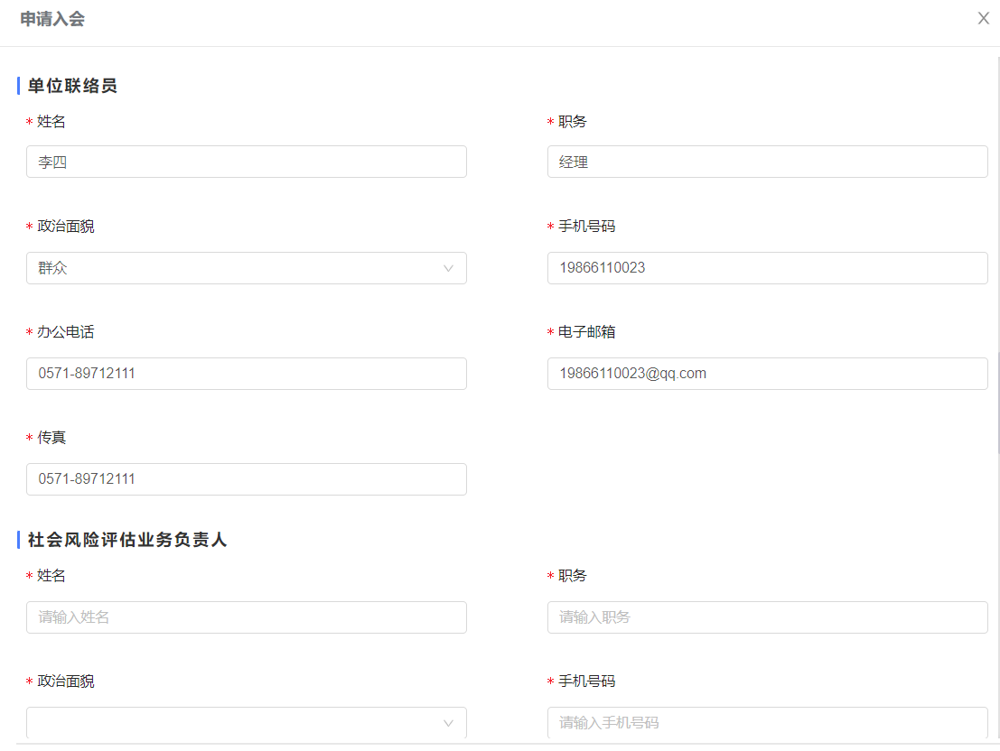 申请入会
单位联络员
* 姓名
* 职务
李四
经理
* 政治面貌
* 手机号码
群众
19866110023
* 办公电话
* 电子邮箱
0571-89712111
19866110023@qq.com
* 传真
0571-89712111
社会风险评估业务负责人
* 姓名
* 职务
请输入姓名
请输入职务
* 政治面貌
* 手机号码
请输入手机号码